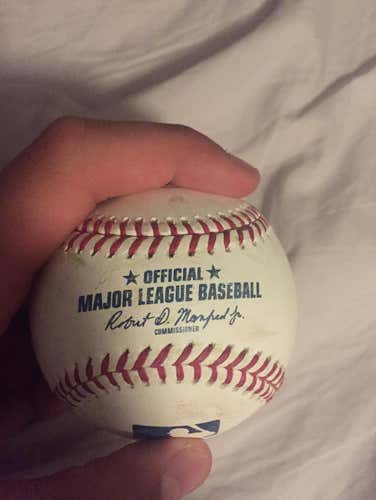 ★ OFFICIAL ★
MAJOR LEAGUE BASEBALL
Robert D. Manfred Jr.
COMMISSIONER